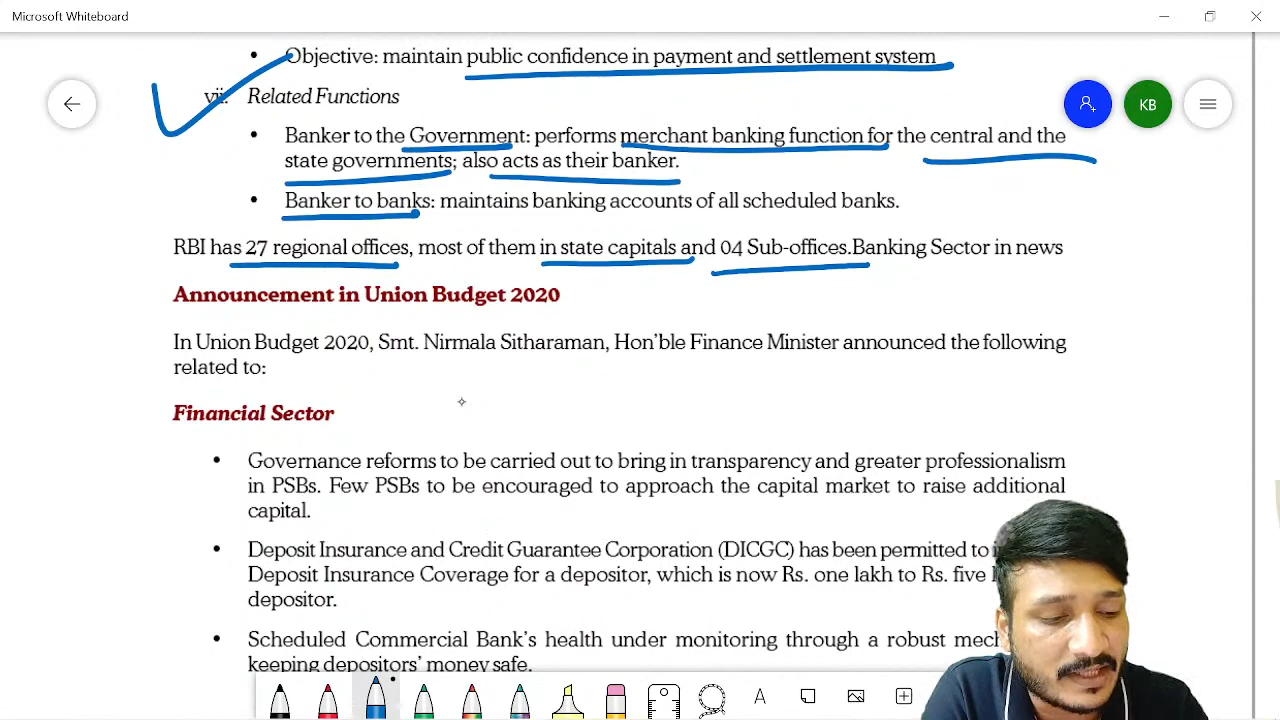 Microsoft Whiteboard
• Objective: maintain public confidence in payment and settlement system
vii. Related Functions
KB
• Banker to the Government: performs merchant banking function for the central and the
state governments; also acts as their banker.
• Banker to banks: maintains banking accounts of all scheduled banks.
RBI has 27 regional offices, most of them in state capitals and 04 Sub-offices.Banking Sector in news
Announcement in Union Budget 2020
In Union Budget 2020, Smt. Nirmala Sitharaman, Hon'ble Finance Minister announced the following
related to:
Financial Sector
• Governance reforms to be carried out to bring in transparency and greater professionalism
in PSBs. Few PSBs to be encouraged to approach the capital market to raise additional
capital.
• Deposit Insurance and Credit Guarantee Corporation (DICGC) has been permitted to
Deposit Insurance Coverage for a depositor, which is now Rs. one lakh to Rs. five
depositor.
• Scheduled Commercial Bank's health under monitoring through a robust
keeping depositors' money safe.
A